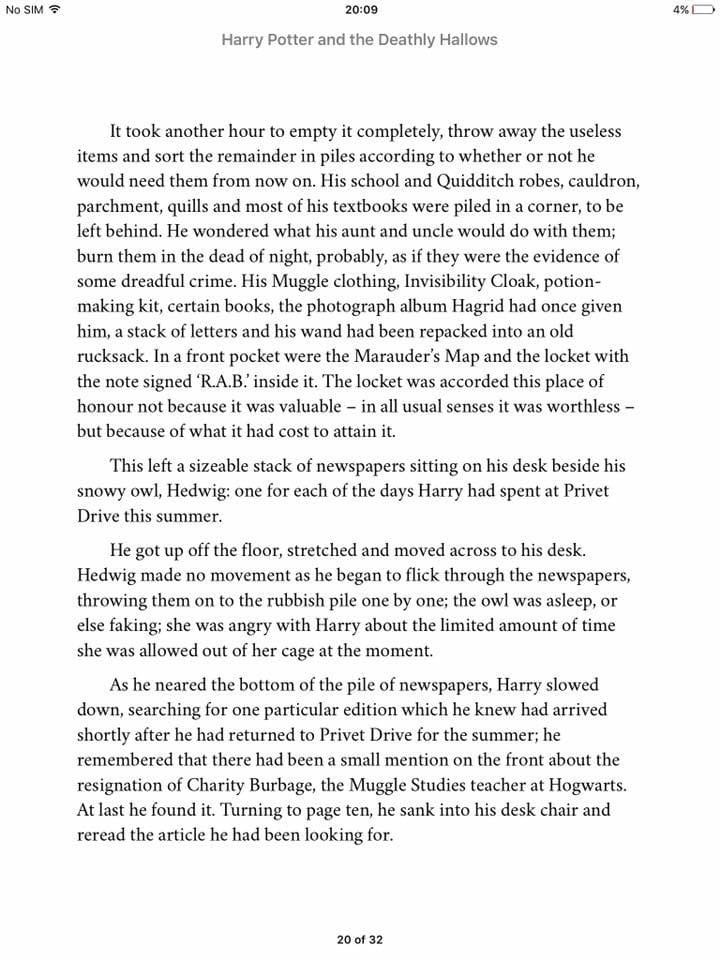 No SIM 20:09 4%
Harry Potter and the Deathly Hallows
It took another hour to empty it completely, throw away the useless
items and sort the remainder in piles according to whether or not he
would need them from now on. His school and Quidditch robes, cauldron,
parchment, quills and most of his textbooks were piled in a corner, to be
left behind. He wondered what his aunt and uncle would do with them;
burn them in the dead of night, probably, as if they were the evidence of
some dreadful crime. His Muggle clothing, Invisibility Cloak, potion-
making kit, certain books, the photograph album Hagrid had once given
him, a stack of letters and his wand had been repacked into an old
rucksack. In a front pocket were the Marauder’s Map and the locket with
the note signed ‘R.A.B.’ inside it. The locket was accorded this place of
honour not because it was valuable – in all usual senses it was worthless –
but because of what it had cost to attain it.
This left a sizeable stack of newspapers sitting on his desk beside his
snowy owl, Hedwig: one for each of the days Harry had spent at Privet
Drive this summer.
He got up off the floor, stretched and moved across to his desk.
Hedwig made no movement as he began to flick through the newspapers,
throwing them on to the rubbish pile one by one; the owl was asleep, or
else faking; she was angry with Harry about the limited amount of time
she was allowed out of her cage at the moment.
As he neared the bottom of the pile of newspapers, Harry slowed
down, searching for one particular edition which he knew had arrived
shortly after he had returned to Privet Drive for the summer; he
remembered that there had been a small mention on the front about the
resignation of Charity Burbage, the Muggle Studies teacher at Hogwarts.
At last he found it. Turning to page ten, he sank into his desk chair and
reread the article he had been looking for.
20 of 32